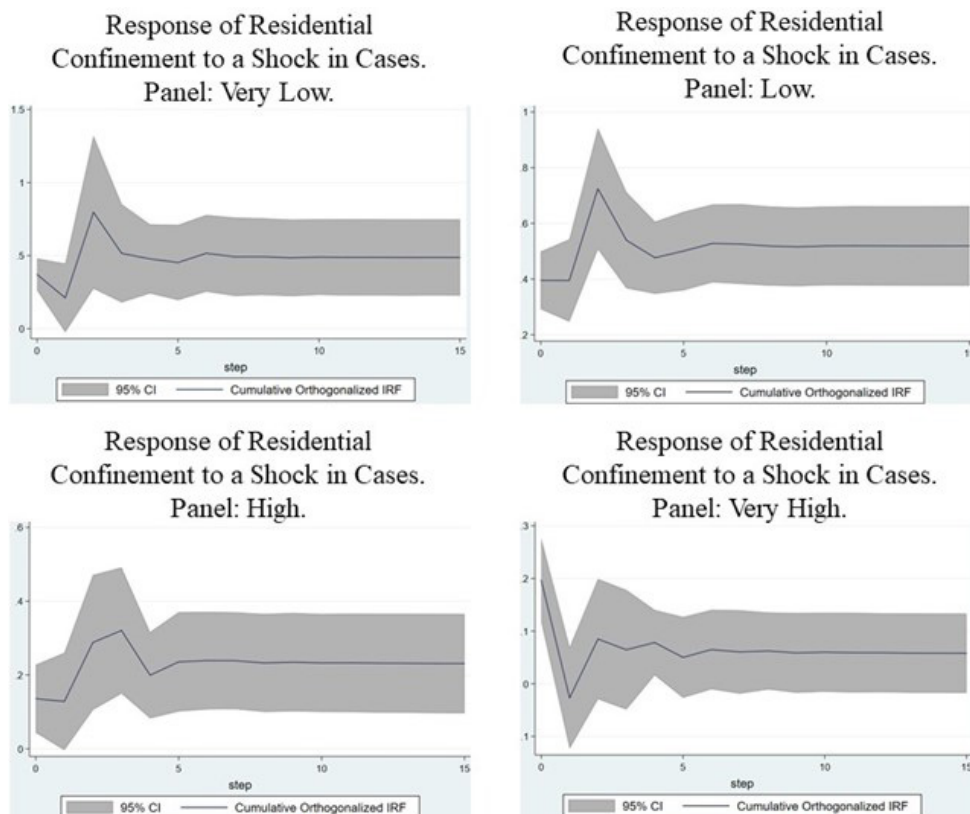 Response of Residential
Confinement to a Shock in Cases.
Panel: Very Low.
1.5
1
.5
0
0
5
10
15
step
95% CI
Cumulative Orthogonalized IRF
Response of Residential
Confinement to a Shock in Cases.
Panel: Low.
1
.8
.6
.4
.2
0
5
10
15
step
95% CI
Cumulative Orthogonalized IRF
Response of Residential
Confinement to a Shock in Cases.
Panel: High.
.6
.4
.2
0
0
5
10
15
step
95% CI
Cumulative Orthogonalized IRF
Response of Residential
Confinement to a Shock in Cases.
Panel: Very High.
.3
.2
.1
0
.1
0
5
10
15
step
95% CI
Cumulative Orthogonalized IRF